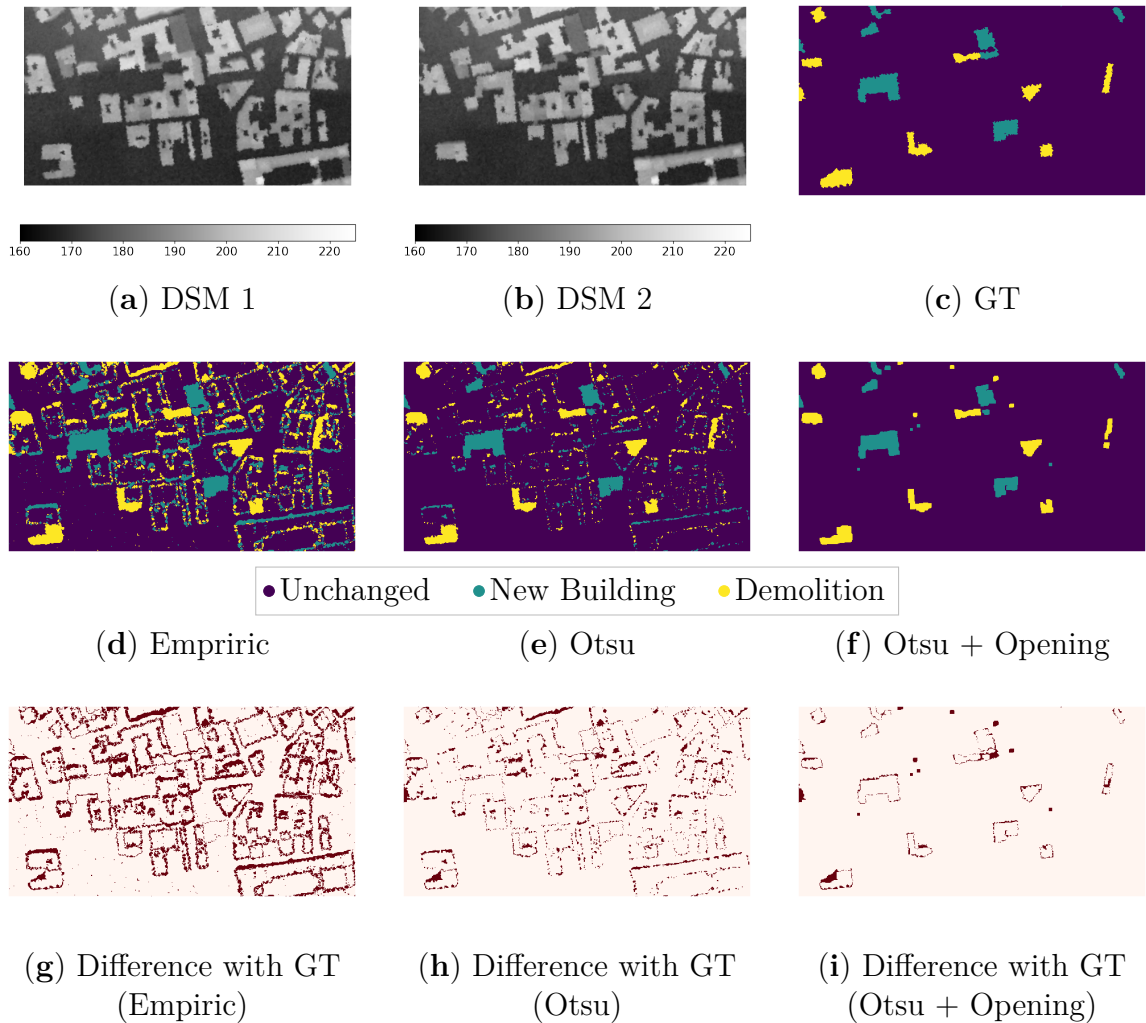 160 170 180 190 200 210 220
160 170 180 190 200 210 220
(a) DSM 1
(b) DSM 2
(c) GT
Unchanged New Building Demolition
(d) Empriric
(e) Otsu
(f) Otsu + Opening
(g) Difference with GT
(Empiric)
(h) Difference with GT
(Otsu)
(i) Difference with GT
(Otsu + Opening)